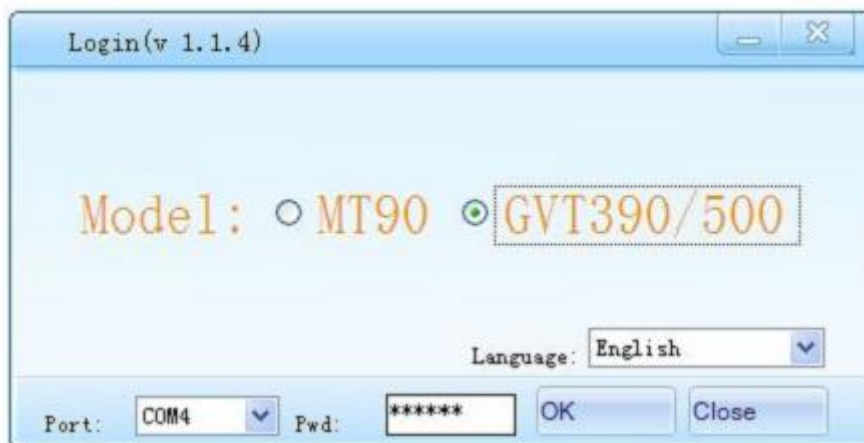 Login(v 1.1.4)
Model: MT90 GVT390/500
Language: English
Port: COM4 Pwd: ****** OK Close